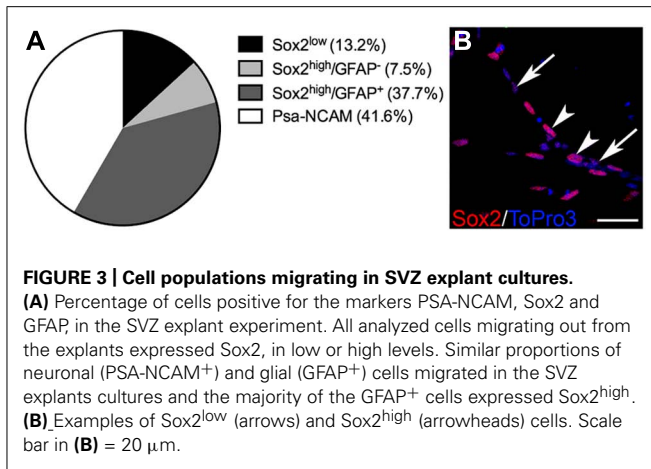 A
Sox2low (13.2%)
Sox2high/GFAP- (7.5%)
Sox2high/GFAP+ (37.7%)
Psa-NCAM (41.6%)
B
Sox2/ToPro3
FIGURE 3 | Cell populations migrating in SVZ explant cultures.
(A) Percentage of cells positive for the markers PSA-NCAM, Sox2 and
GFAP, in the SVZ explant experiment. All analyzed cells migrating out from
the explants expressed Sox2, in low or high levels. Similar proportions of
neuronal (PSA-NCAM+) and glial (GFAP+) cells migrated in the SVZ
explants cultures and the majority of the GFAP+ cells expressed Sox2high.
(B) Examples of Sox2low (arrows) and Sox2high (arrowheads) cells. Scale
bar in (B) = 20 μm.